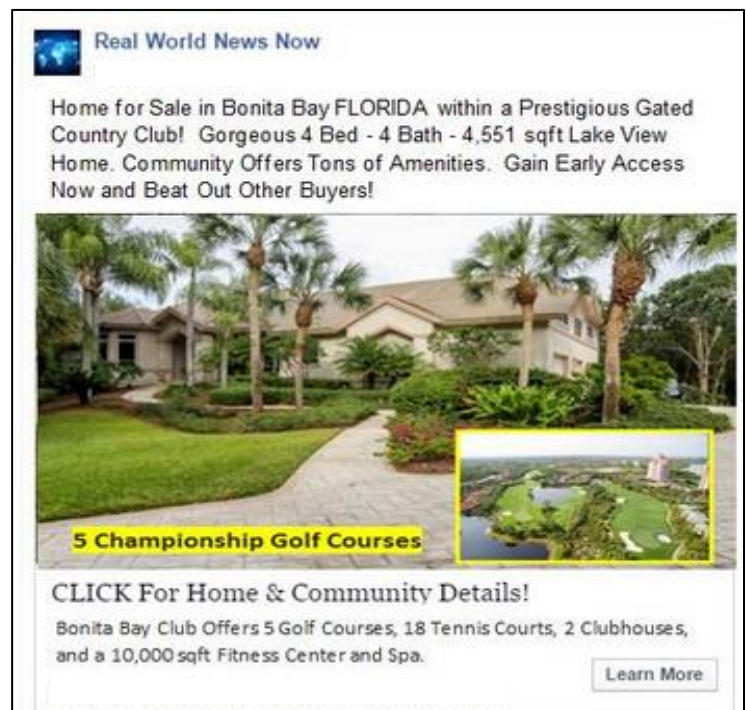 Real World News Now
Home for Sale in Bonita Bay FLORIDA within a Prestigious Gated
Country Club! Gorgeous 4 Bed - 4 Bath - 4,551 sqft Lake View
Home. Community Offers Tons of Amenities. Gain Early Access
Now and Beat Out Other Buyers!
5 Championship Golf Courses
CLICK For Home & Community Details!
Bonita Bay Club Offers 5 Golf Courses, 18 Tennis Courts, 2 Clubhouses,
and a 10,000 sqft Fitness Center and Spa.
Learn More